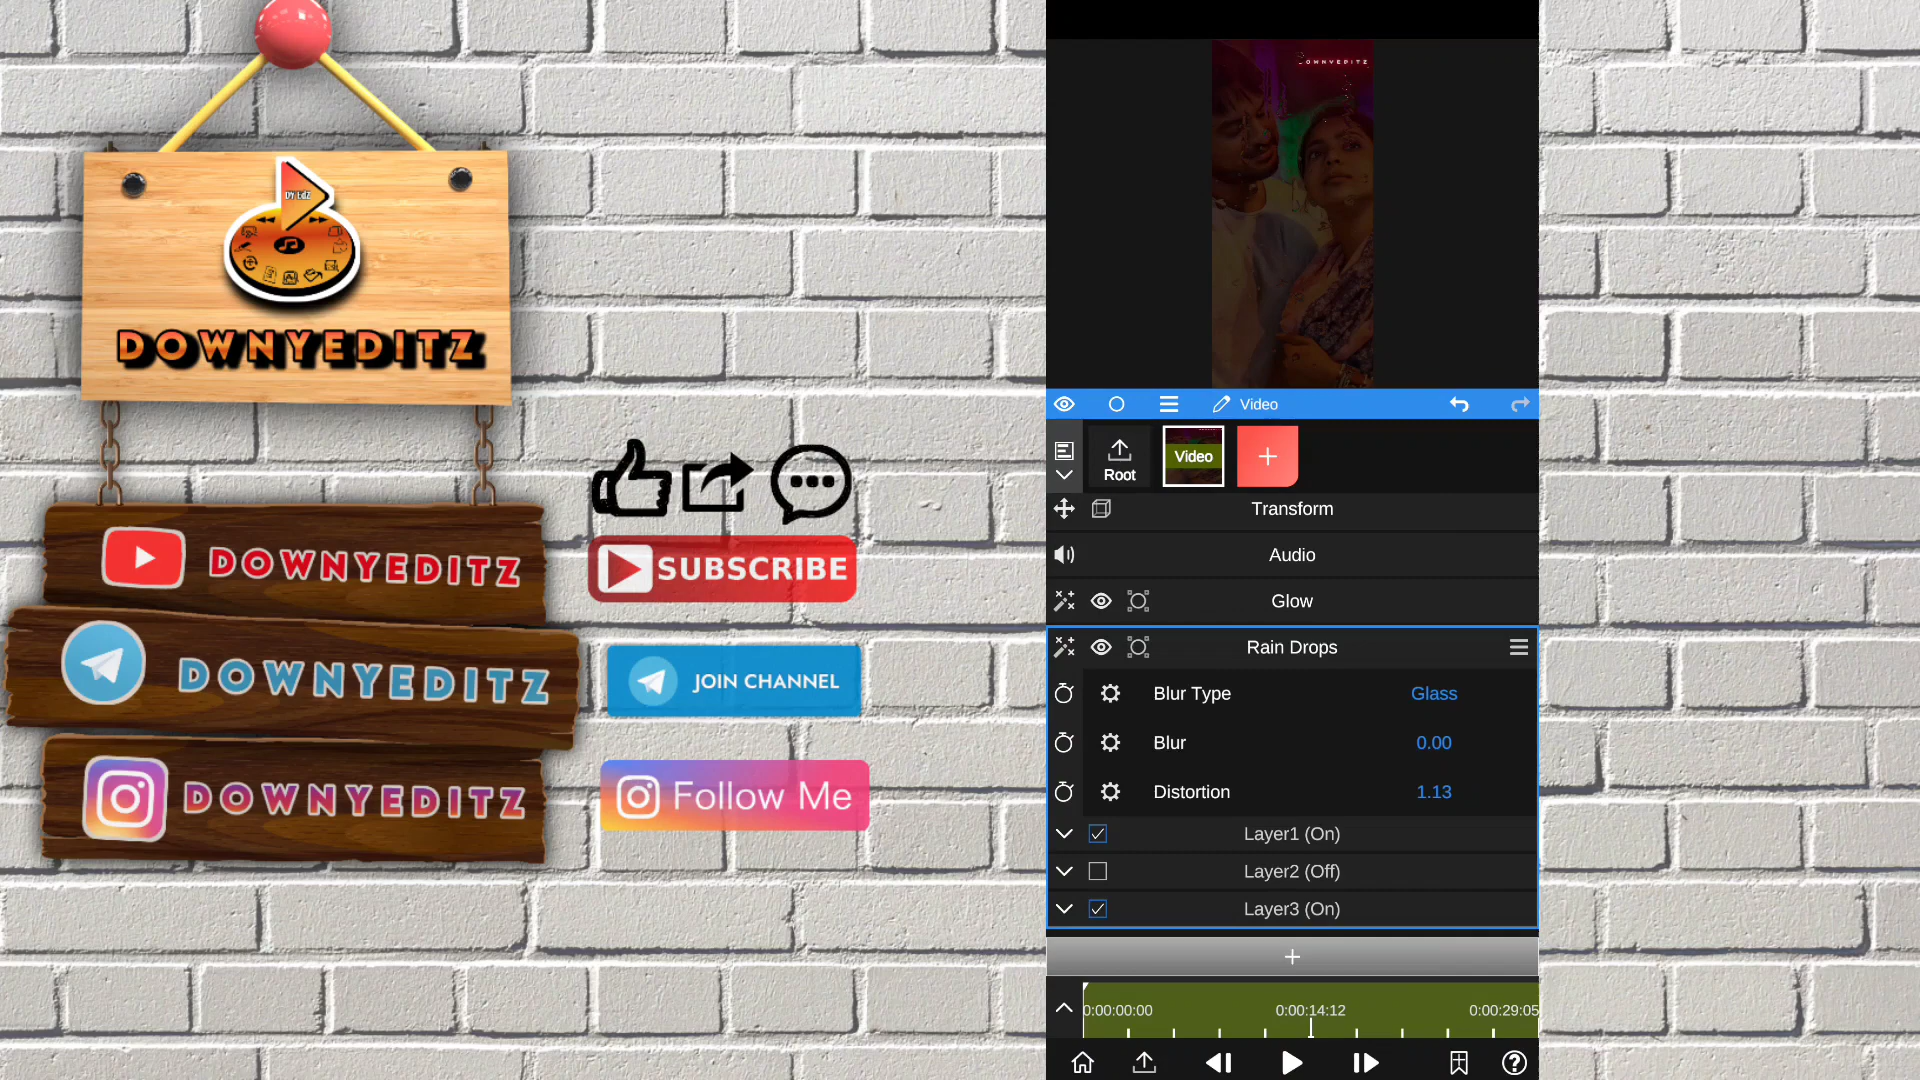 DY EdZ
DOWNYEDITZ
DOWNYEDITZ
DOWNYEDITZ
DOWNYEDITZ
SUBSCRIBE
JOIN CHANNEL
Follow Me
OWNYEDITZ
Video
Root
Video
Transform
Audio
Glow
Rain Drops
Blur Type Glass
Blur 0.00
Distortion 1.13
Layer1 (On)
Layer2 (Off)
Layer3 (On)
0:00:00:00 0:00:14:12 0:00:29:05